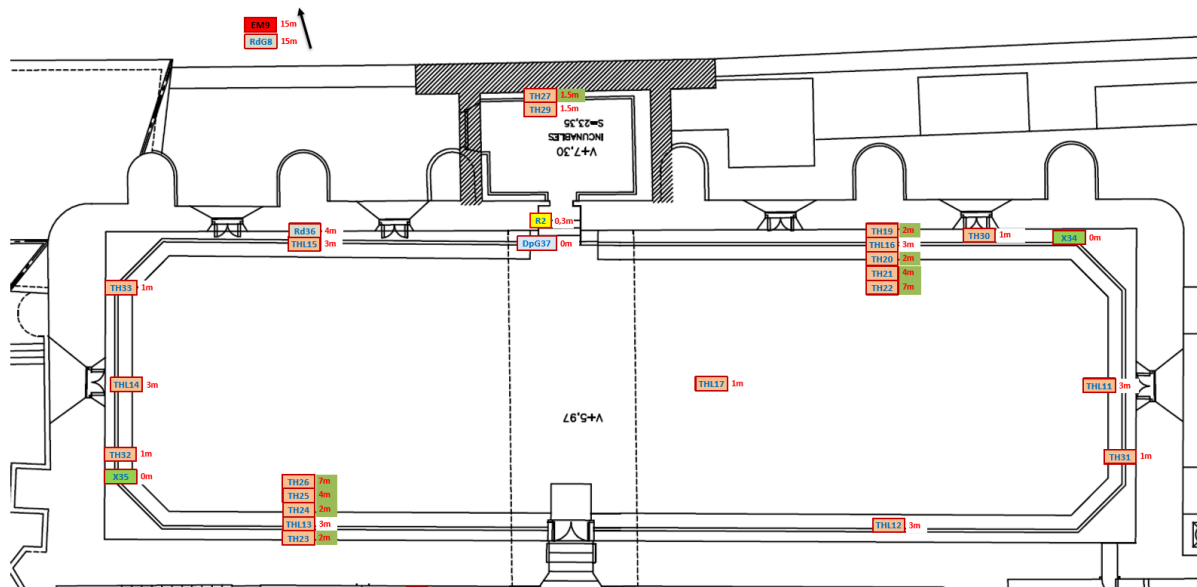 EM9 15m
RdG8 15m
TH27 1.5m
TH29 1.5m
S=23,35
INCUNABLES
V+7,30
R2 0,3m
DpG37 0m
Rd36 4m
THL15 3m
TH19 2m
THL16 3m
TH20 2m
TH21 4m
TH22 7m
TH30 1m
X34 0m
TH33 1m
THL14 3m
THL17 1m
THL11 3m
V+5,97
TH32 1m
X35 0m
TH31 1m
TH26 7m
TH25 4m
TH24 2m
THL13 3m
TH23 2m
THL12 3m